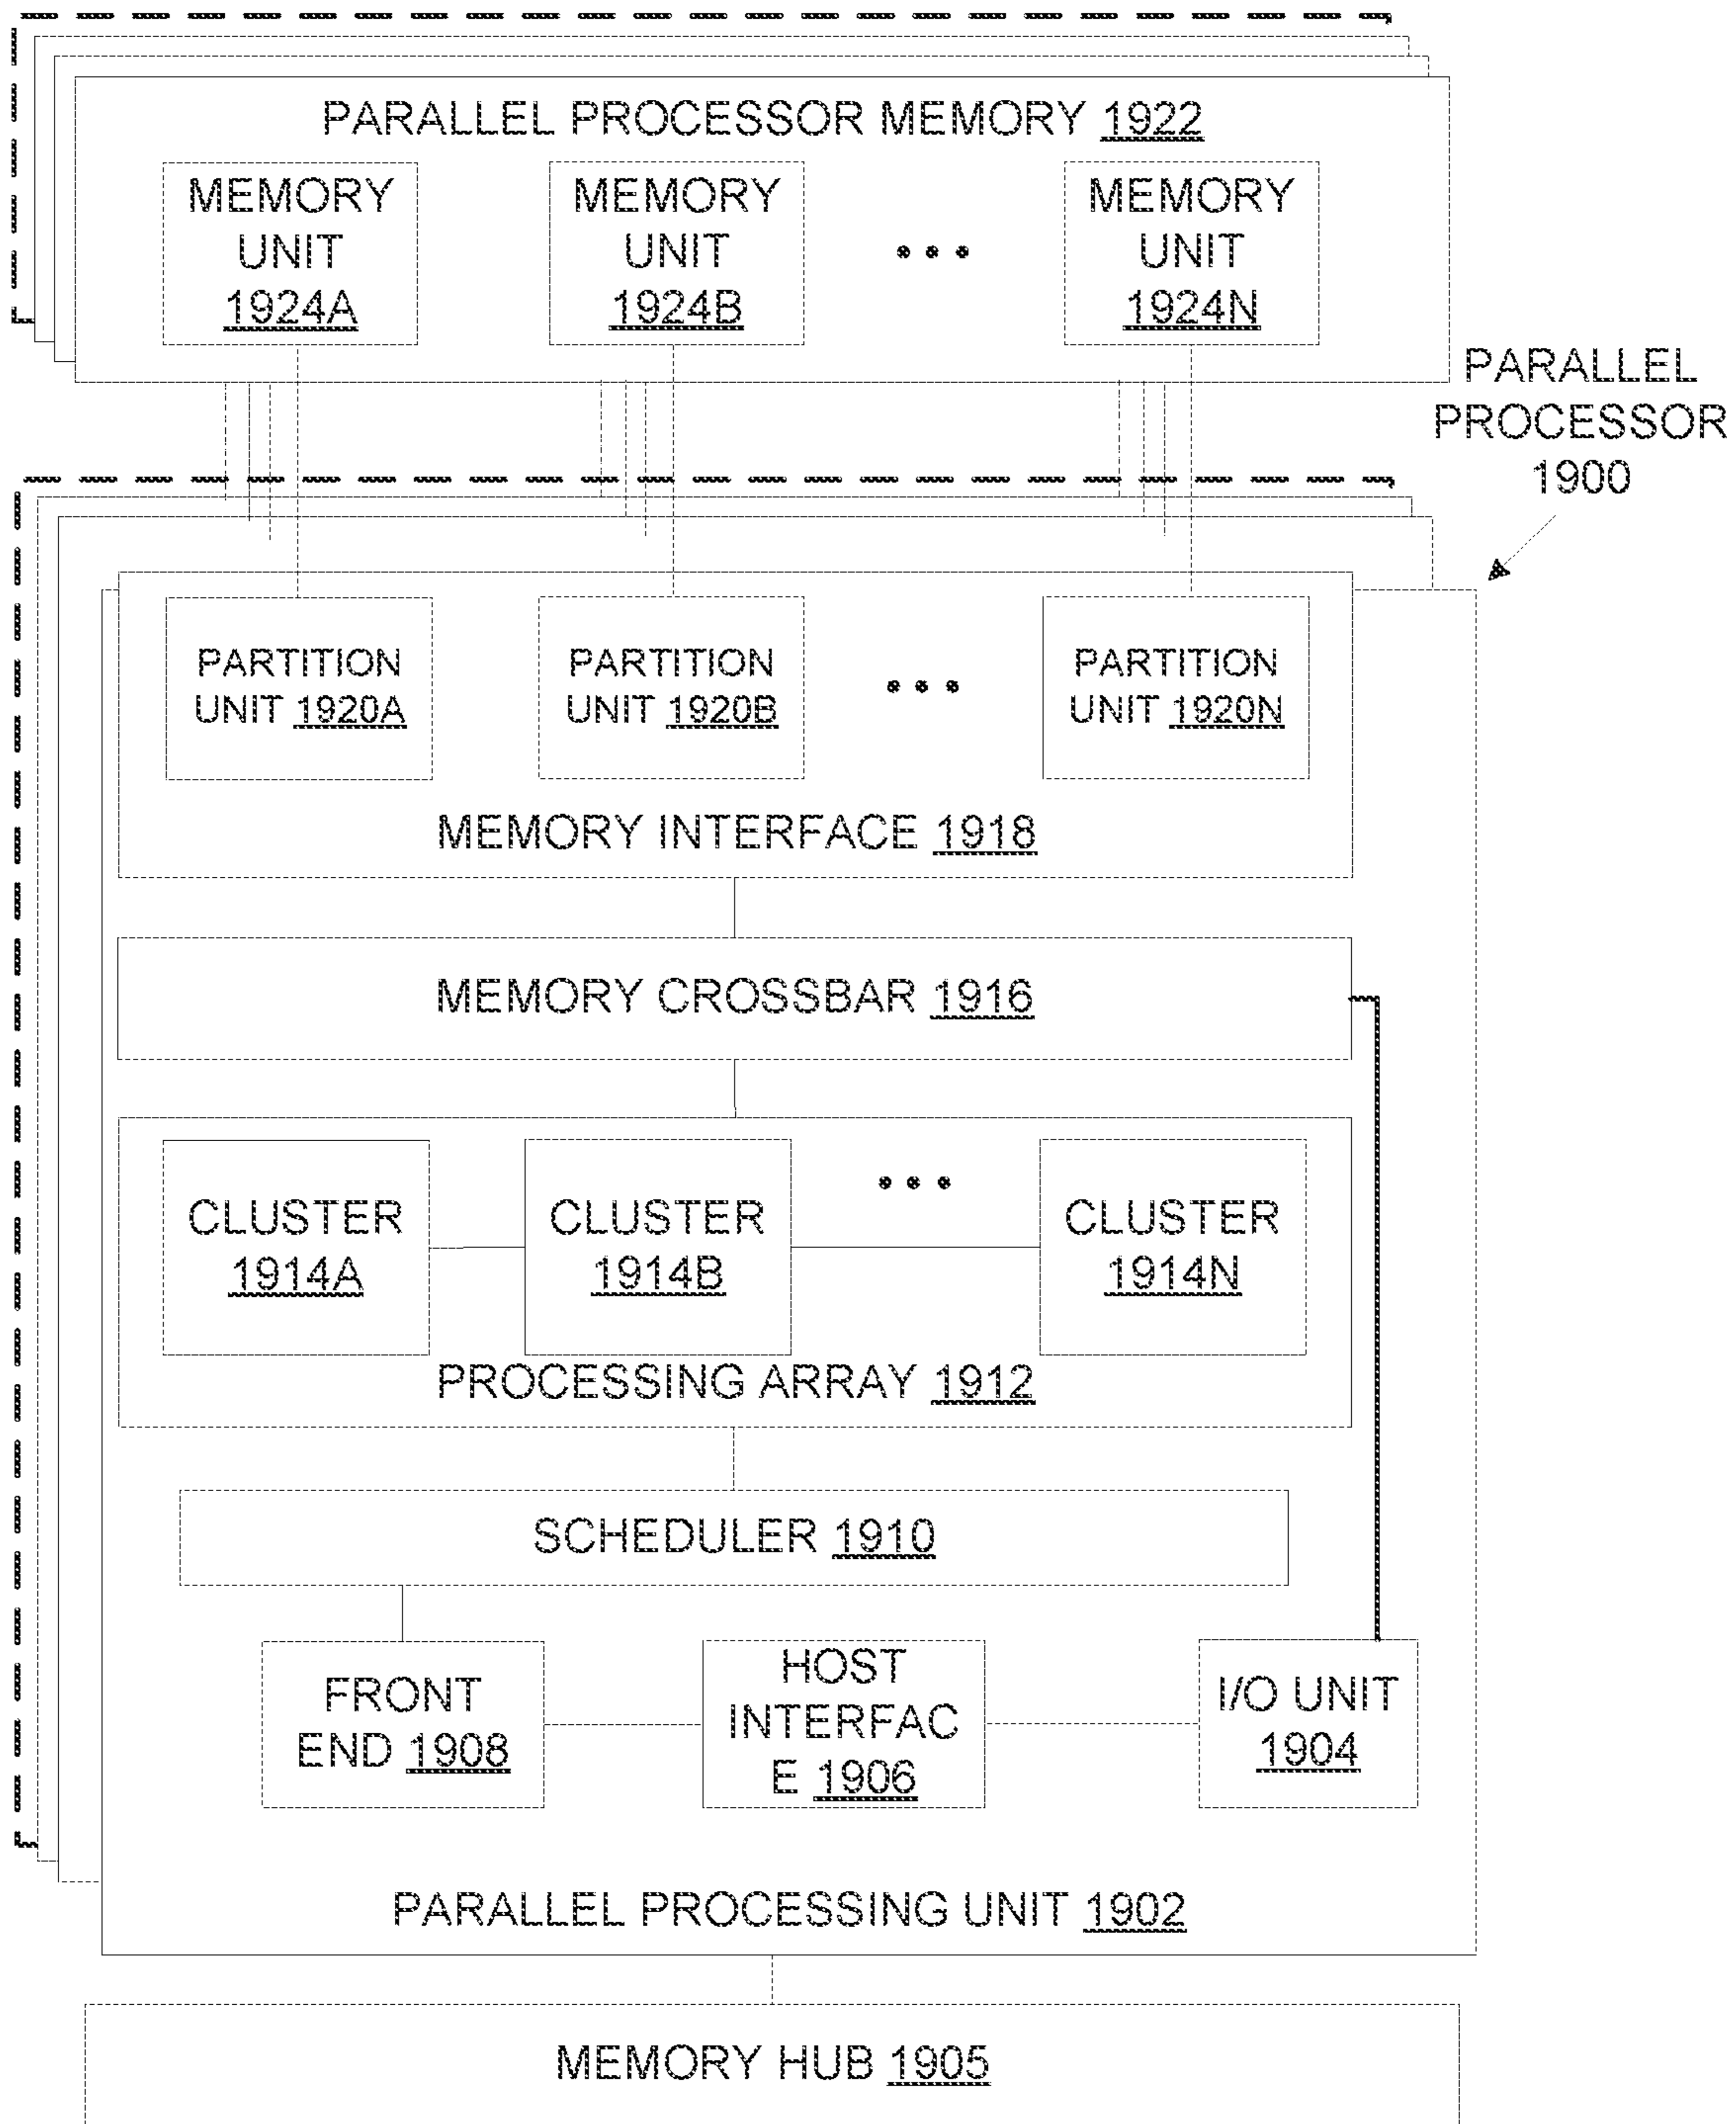 PARALLEL PROCESSOR MEMORY 1922
MEMORY
UNIT
1924A
MEMORY
UNIT
1924B
MEMORY
UNIT
1924N
PARALLEL
PROCESSOR
1900
PARTITION
UNIT 1920A
PARTITION
UNIT 1920B
PARTITION
UNIT 1920N
MEMORY INTERFACE 1918
MEMORY CROSSBAR 1916
CLUSTER
1914A
CLUSTER
1914B
CLUSTER
1914N
PROCESSING ARRAY 1912
SCHEDULER 1910
FRONT
END 1908
HOST
INTERFAC
E 1906
I/O UNIT
1904
PARALLEL PROCESSING UNIT 1902
MEMORY HUB 1905